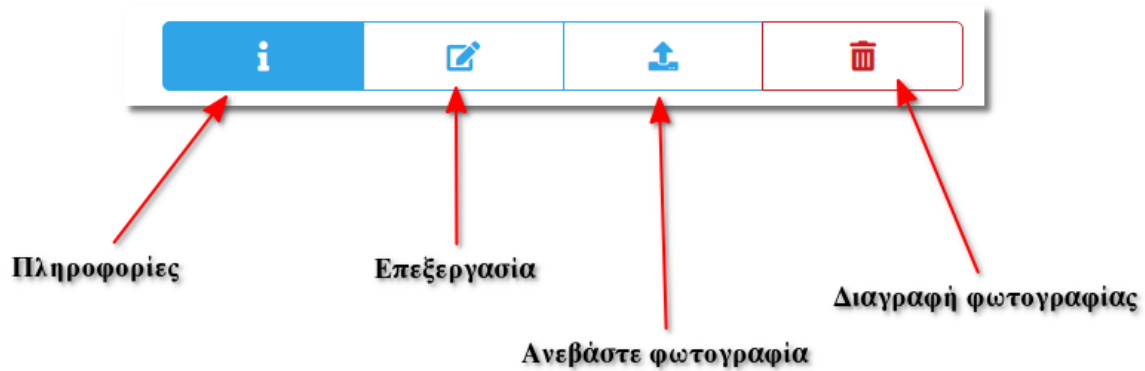 Πληροφορίες
Επεξεργασία
Διαγραφή φωτογραφίας
Ανεβάστε φωτογραφία